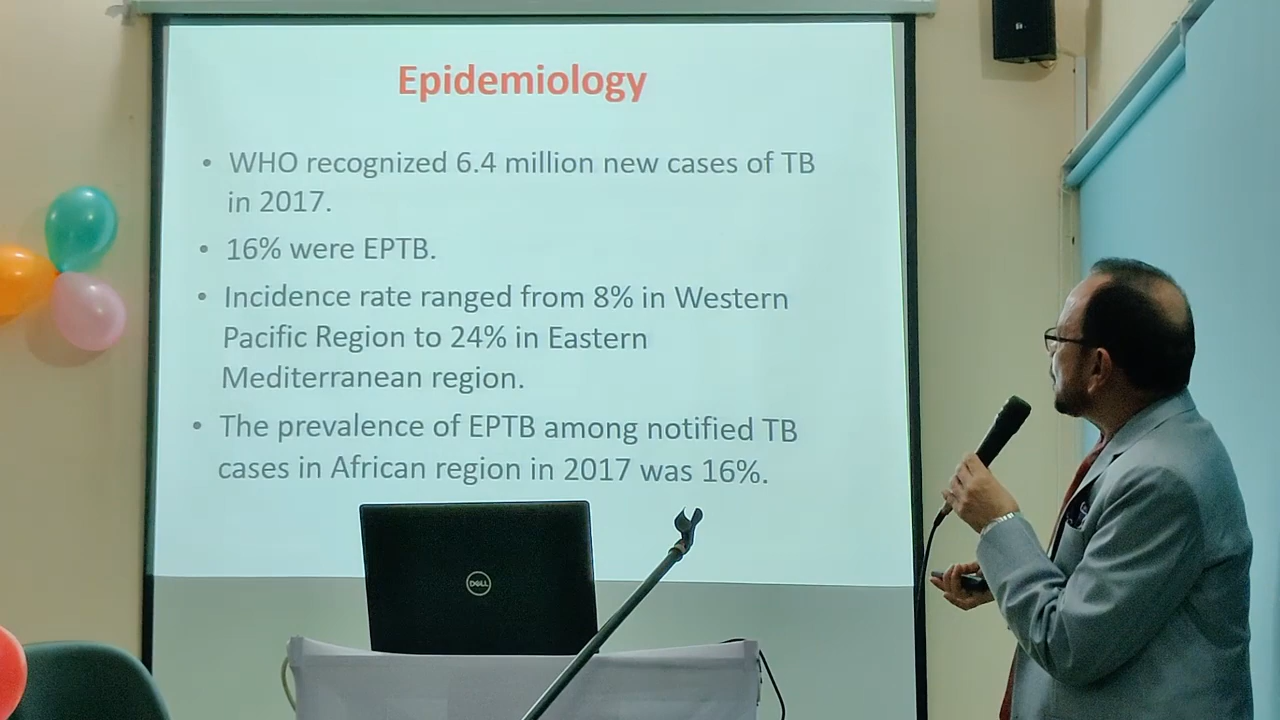 Epidemiology
• WHO recognized 6.4 million new cases of TB
in 2017.
• 16% were EPTB.
• Incidence rate ranged from 8% in Western
Pacific Region to 24% in Eastern
Mediterranean region.
• The prevalence of EPTB among notified TB
cases in African region in 2017 was 16%.
DELL